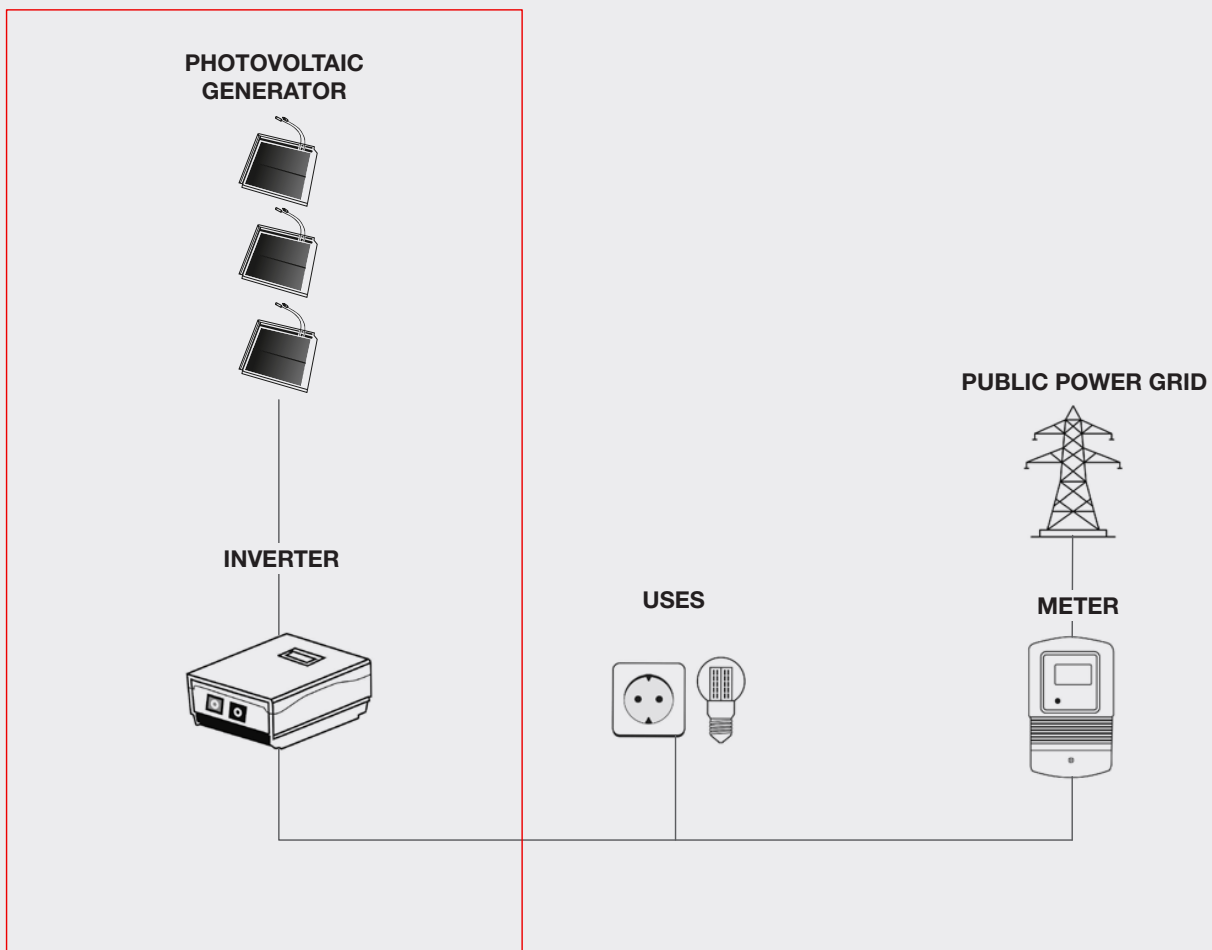 PHOTOVOLTAIC
GENERATOR
PUBLIC POWER GRID
INVERTER
USES
METER